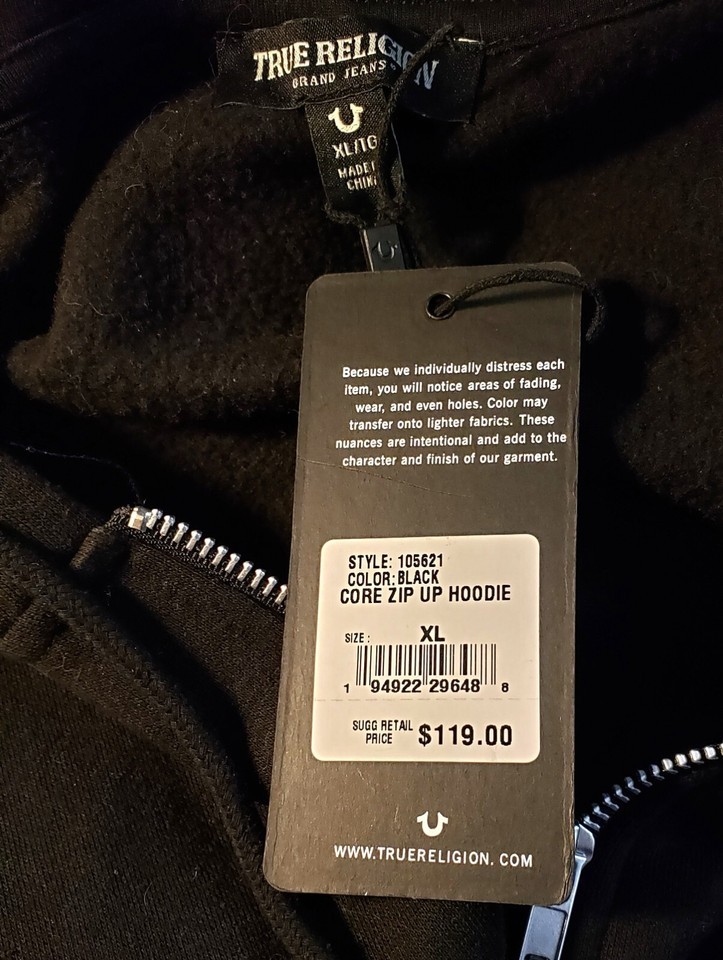 TRUE RELIGION
BRAND JEANS
XL/TG
MADE I
CHIN
Because we individually distress each
item, you will notice areas of fading,
wear, and even holes. Color may
transfer onto lighter fabrics. These
nuances are intentional and add to the
character and finish of our garment.
STYLE: 105621
COLOR: BLACK
CORE ZIP UP HOODIE
SIZE: XL
1 94922 29648 8
SUGG RETAIL
PRICE $119.00
WWW.TRUERELIGION.COM